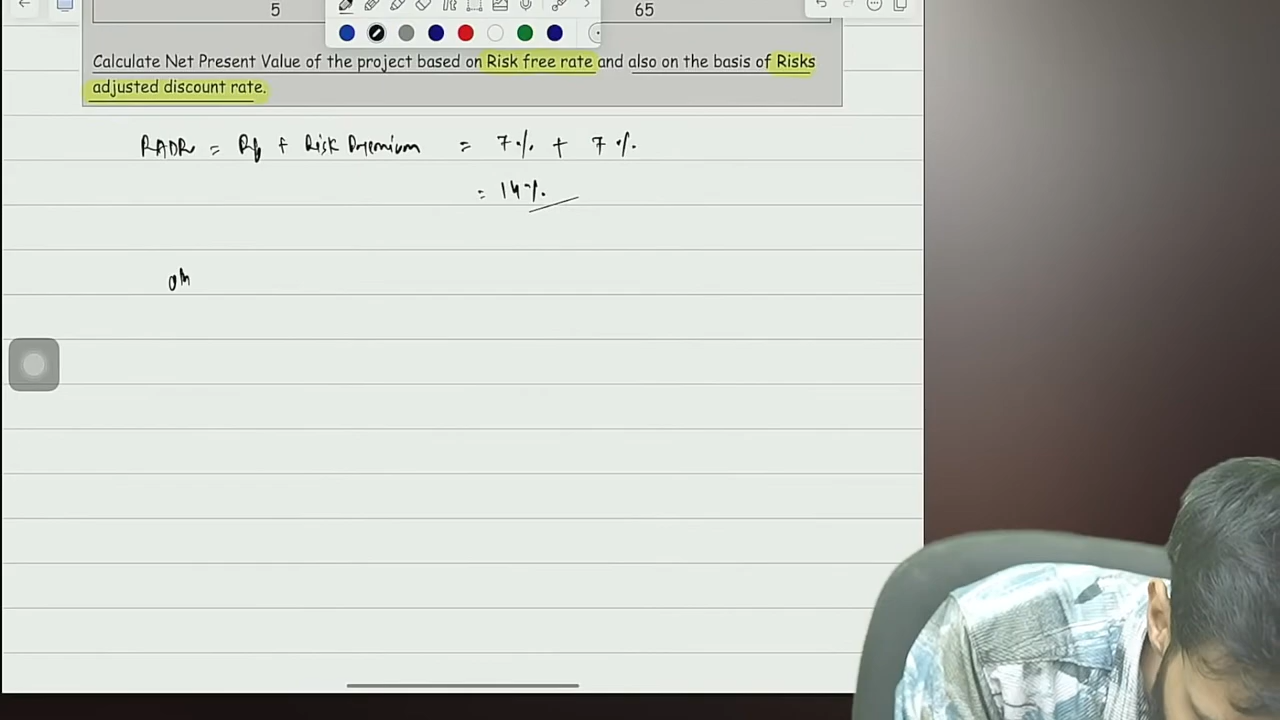 5 65
Calculate Net Present Value of the project based on Risk free rate and also on the basis of Risks
adjusted discount rate.
RADR = Rf + Risk Premium = 7% + 7%
= 14%